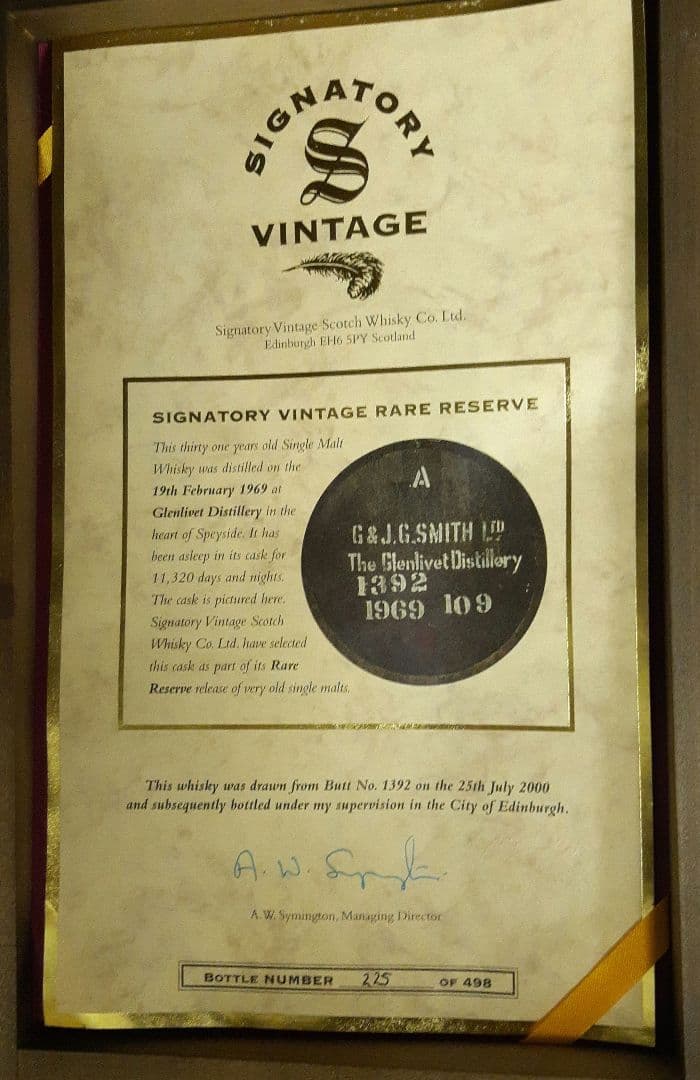 SIGNATORY
S
VINTAGE
Signatory Vintage Scotch Whisky Co. Ltd.
Edinburgh EH6 5PY Scotland
SIGNATORY VINTAGE RARE RESERVE
This thirty one years old Single Malt
Whisky was distilled on the
19th February 1969 at
Glenlivet Distillery in the
heart of Speyside. It has
been asleep in its cask for
11,320 days and nights.
The cask is pictured here.
Signatory Vintage Scotch
Whisky Co. Ltd. have selected
this cask as part of its Rare
Reserve release of very old single malts.
A
G & J.G. SMITH LTD
The Glenlivet Distillery
1392
1969 109
This whisky was drawn from Butt No. 1392 on the 25th July 2000
and subsequently bottled under my supervision in the City of Edinburgh.
A. W. Symington
A.W. Symington, Managing Director
BOTTLE NUMBER 225 OF 498